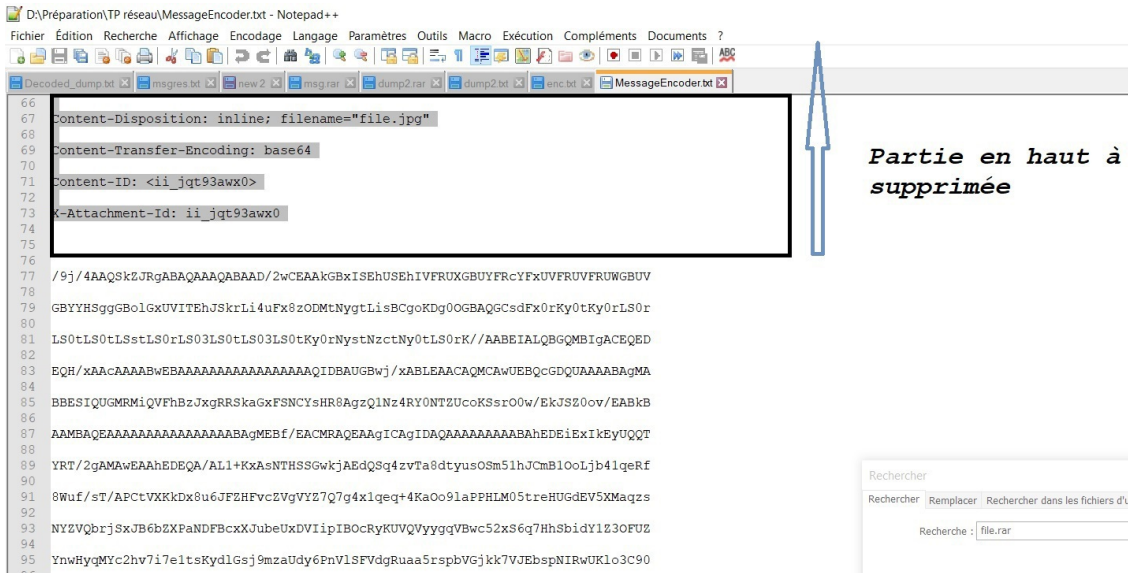 D:\Préparation\TP réseau\MessageEncoder.txt - Notepad++
Fichier Édition Recherche Affichage Encodage Langage Paramètres Outils Macro Exécution Compléments Documents ?
Decoded_dump.txt msgres.txt new 2 msg.rar dump2.rar dump2.txt enc.txt MessageEncoder.txt
66
67 Content-Disposition: inline; filename="file.jpg"
68
69 Content-Transfer-Encoding: base64
70
71 Content-ID: <ii_jqt93awx0>
72
73 X-Attachment-Id: ii_jqt93awx0
74
75
76
77 /9j/4AAQSkZJRgABAQAAAQABAAD/2wCEAAkGBxISEhUSEhIVFRUXGBUYFRcYFxUVFRUVFRUWGBUV
78
79 GBYYHSggGBolGxUVITEhJSkrLi4uFx8zODMtNygtLisBCgoKDg0OGBAQGCsdFx0rKy0tKy0rLS0r
80
81 LS0tLS0tLSstLS0rLS03LS0tLS03LS0tKy0rNystNzctNy0tLS0rK//AABEIALQBGQMBIgACEQED
82
83 EQH/xAAcAAAABwEBAAAAAAAAAAAAAAAAAQIDBAUGBwj/xABLEAACAQMCAwUEBQcGDQUAAAABAgMA
84
85 BBESIQUGMRMiQVFhBzJxgRRSkaGxFSNCYsHR8AgzQ1Nz4RY0NTZUcoKSsrO0w/EkJSZ0ov/EABkB
86
87 AAMBAQEAAAAAAAAAAAAAAAABAgMEBf/EACMRAQEAAgICAgIDAQAAAAAAAAABAhEDEiExIkEyUQQT
88
89 YRT/2gAMAwEAAhEDEQA/AL1+KxAsNTHSSGwkjAEdQSq4zvTa8dtyusOSm51hJCmB1OoLjb41qeRf
90
91 8Wuf/sT/APCtVXKkDx8u6JFZHFvcZVgVYZ7Q7g4x1qeq+4KaOo9laPPHLM05treHUGdEV5XMaqzs
92
93 NYZVQbrjSxJB6bZXPaNDFBcxXJubeUxDVIipIBOcRyKUVQVyygqVBwc52xS6q7HhSbidY1Z3OFUZ
94
95 YnwHyqMYc2hv7i7e1tsKydlGsj9mzaUdy6PnVlSFVdgRuaa5rspbVGjkk7VJEbspNIRwUKlo3C90
Partie en haut à
supprimée
Rechercher
Rechercher Remplacer Rechercher dans les fichiers d'u
Recherche : file.rar